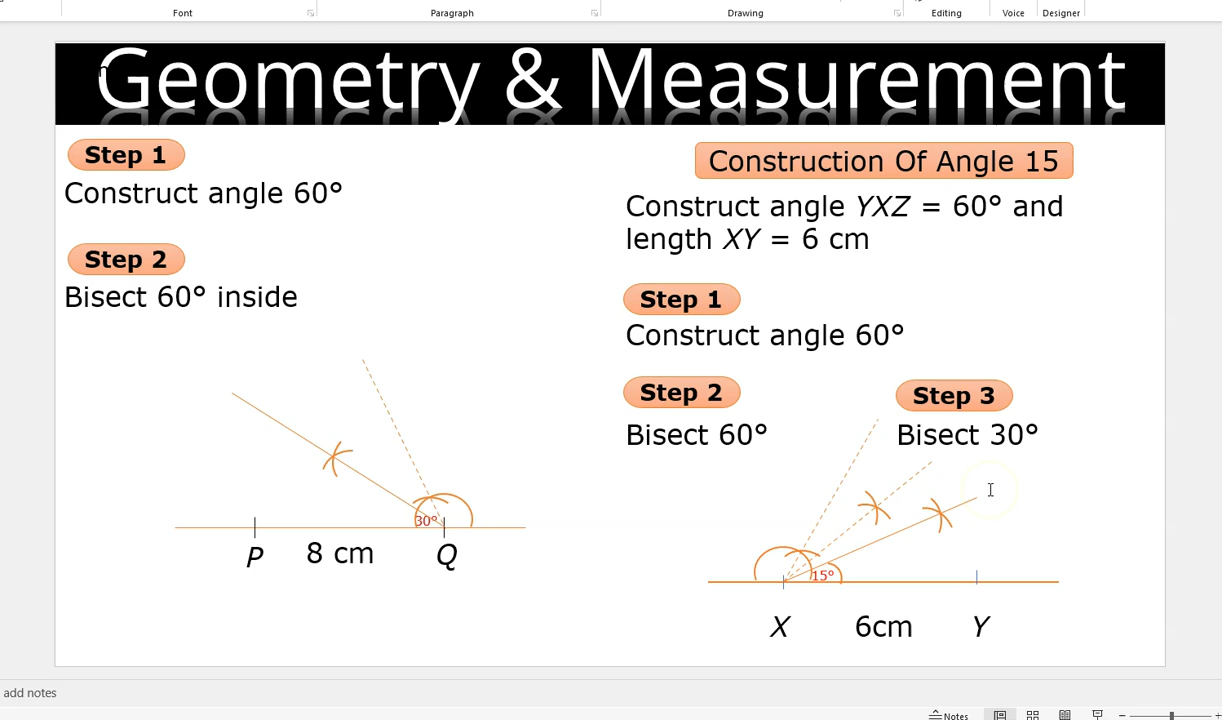 Font
Paragraph
Drawing
Editing
Voice
Designer
Geometry & Measurement
Step 1
Construct angle 60°
Step 2
Bisect 60° inside
30°
P
8 cm
Q
Construction Of Angle 15
Construct angle YXZ = 60° and
length XY = 6 cm
Step 1
Construct angle 60°
Step 2
Bisect 60°
Step 3
Bisect 30°
15°
X
6cm
Y
add notes
Notes